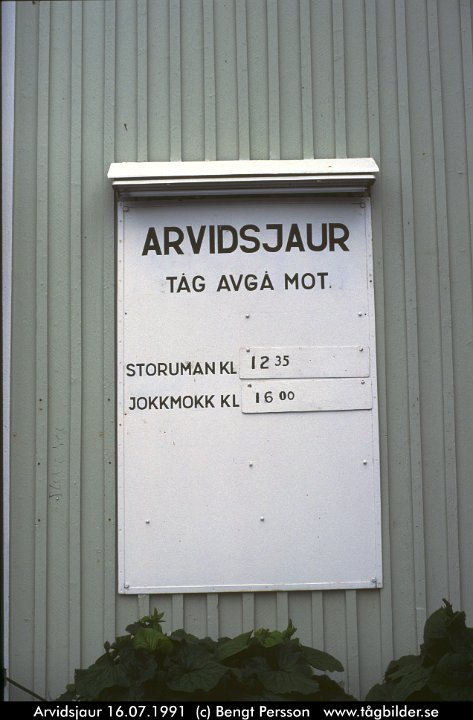 ARVIDSJAUR
TÅG AVGÅ MOT.
STORUMAN KL 12 35
JOKKMOKK KL 16 00
Arvidsjaur 16.07.1991 (c) Bengt Persson www.tågbilder.se